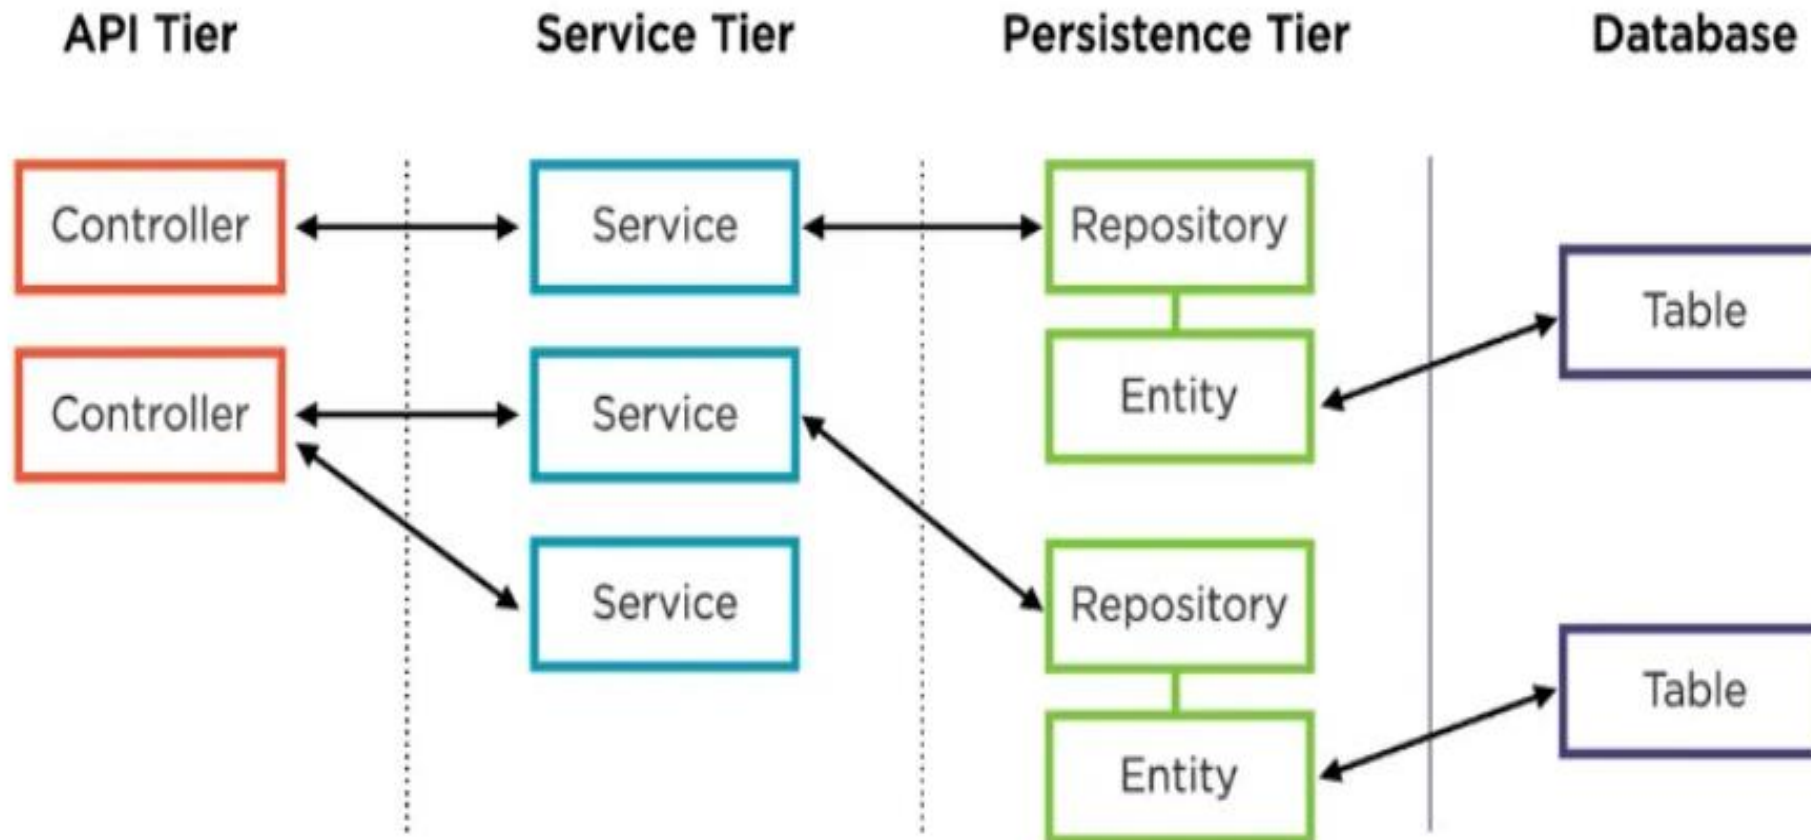 API Tier
Service Tier
Persistence Tier
Database
Controller
Service
Repository
Table
Controller
Service
Entity
Service
Repository
Table
Entity